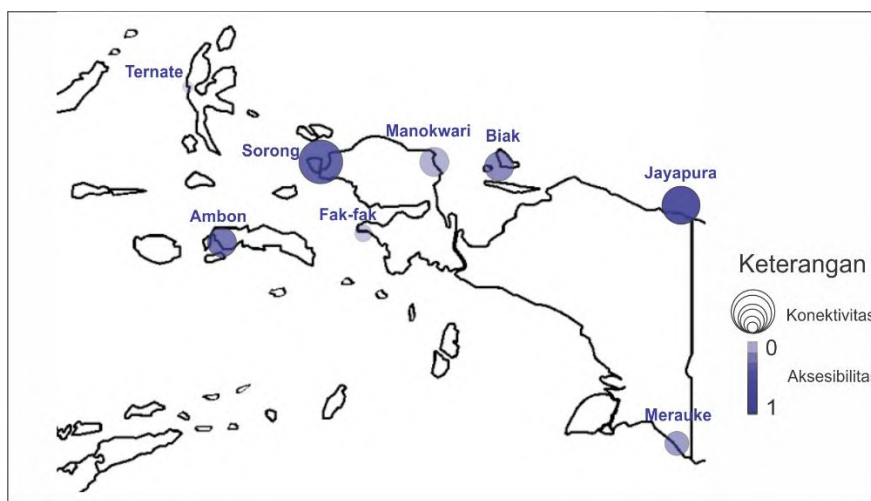 Ternate
Manokwari
Biak
Sorong
Jayapura
Ambon
Fak-fak
Keterangan
Konektivitas
0
Aksesibilitas
1
Merauke